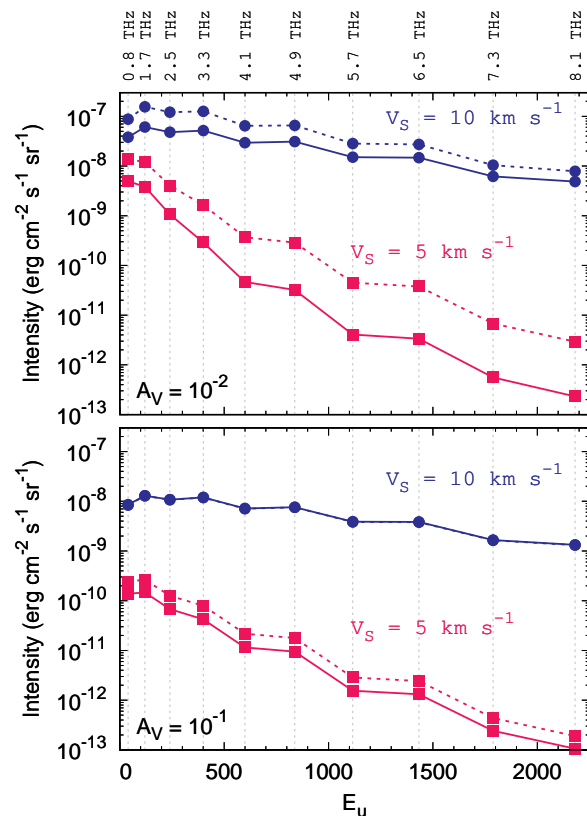 0.8 THz
1.7 THz
2.5 THz
3.3 THz
4.1 THz
4.9 THz
5.7 THz
6.5 THz
7.3 THz
8.1 THz
Intensity (erg cm⁻² s⁻¹ sr⁻¹)
10⁻⁷
10⁻⁸
10⁻⁹
10⁻¹⁰
10⁻¹¹
10⁻¹²
10⁻¹³
V_S = 10 km s⁻¹
V_S = 5 km s⁻¹
A_V = 10⁻²
Intensity (erg cm⁻² s⁻¹ sr⁻¹)
10⁻⁷
10⁻⁸
10⁻⁹
10⁻¹⁰
10⁻¹¹
10⁻¹²
10⁻¹³
V_S = 10 km s⁻¹
V_S = 5 km s⁻¹
A_V = 10⁻¹
0 500 1000 1500 2000
E_u